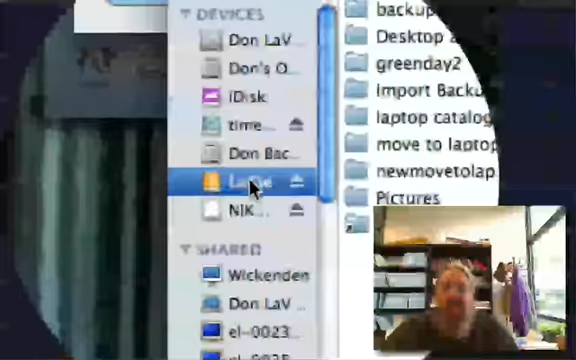 DEVICES
Don LaV...
Don's O...
iDisk
time...
Don Bac...
NIK...
SHARED
Wickenden
Don LaV...
el-0023...
backup
Desktop
greenday2
Import Backu
laptop catalog
move to laptop
newmovetolap
Pictures